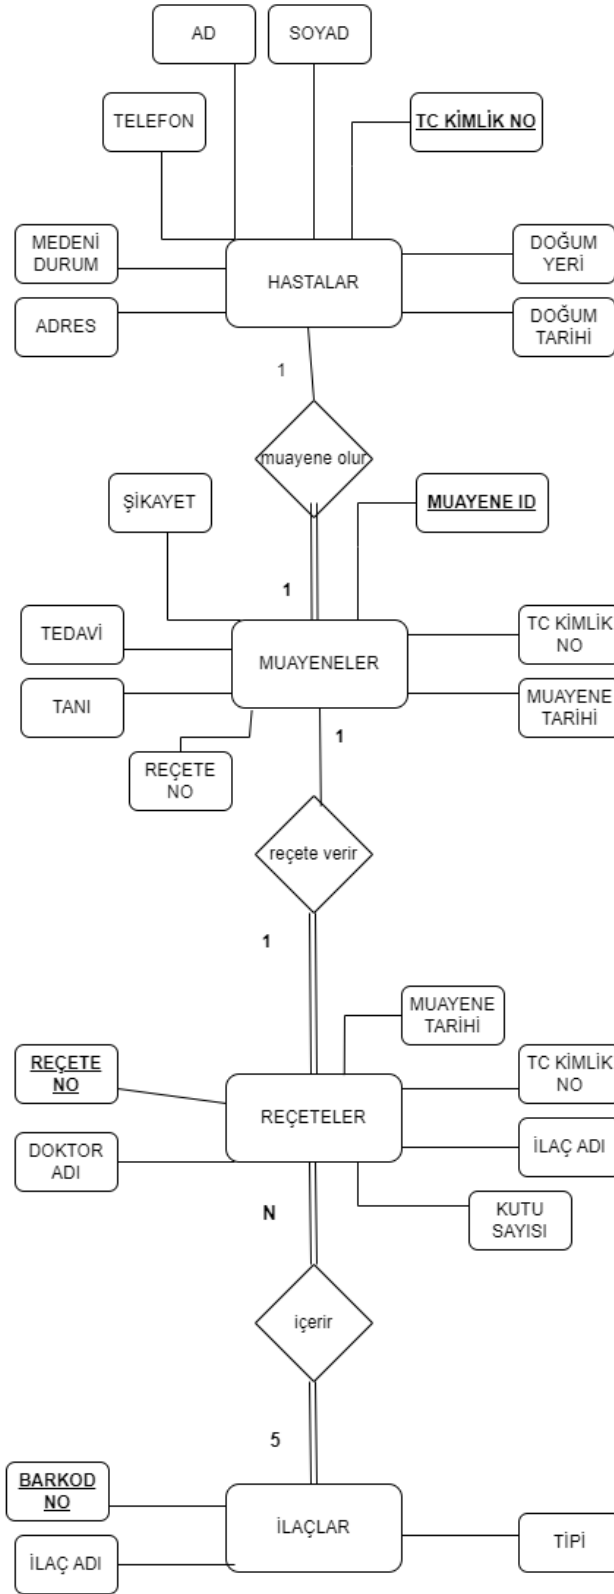 AD
SOYAD
TELEFON
TC KİMLİK NO
MEDENİ
DURUM
HASTALAR
DOĞUM
YERİ
ADRES
DOĞUM
TARİHİ
1
muayene olur
ŞİKAYET
MUAYENE ID
1
TEDAVİ
MUAYENELER
TC KİMLİK
NO
TANI
MUAYENE
TARİHİ
1
REÇETE
NO
reçete verir
1
MUAYENE
TARİHİ
REÇETE
NO
REÇETELER
TC KİMLİK
NO
DOKTOR
ADI
İLAÇ ADI
N
KUTU
SAYISI
içerir
5
BARKOD
NO
İLAÇLAR
TİPİ
İLAÇ ADI